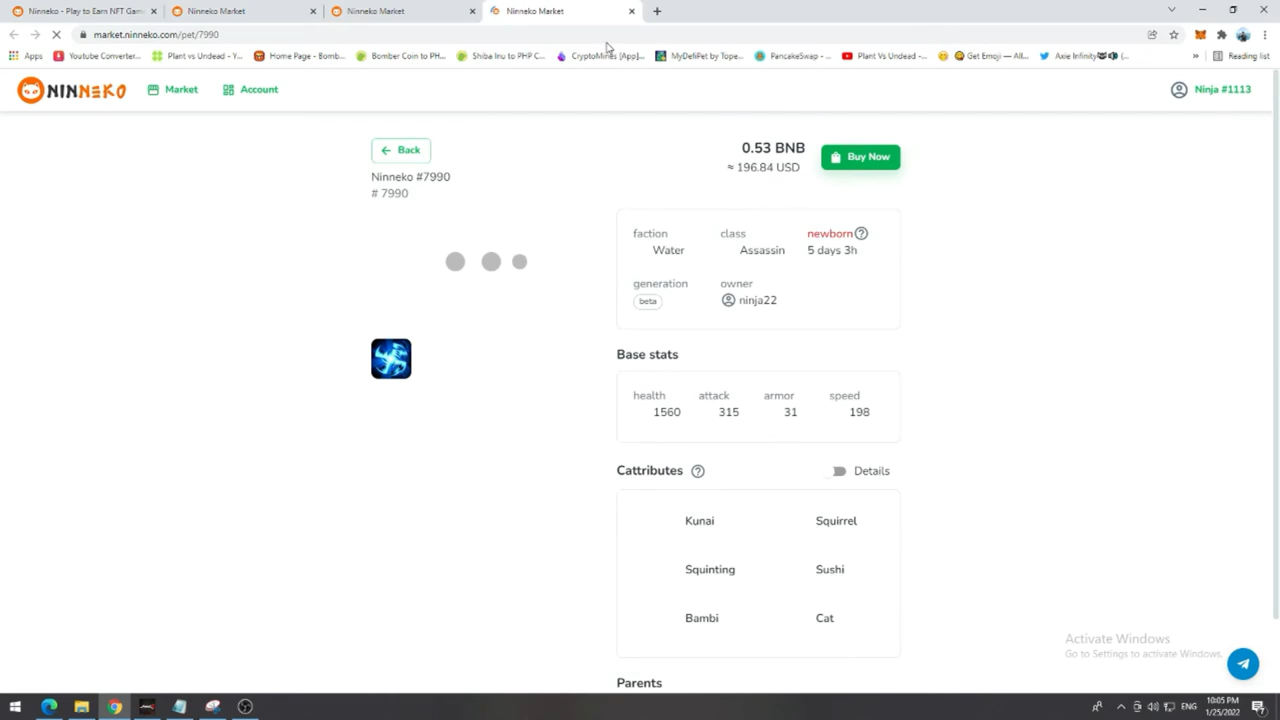 Ninneko - Play to Earn NFT Gam
Ninneko Market
Ninneko Market
Ninneko Market
market.ninneko.com/pet/7990
Apps
Youtube Converter...
Plant vs Undead - Y...
Home Page - Bomb...
Bomber Coin to PH...
Shiba Inu to PHP C...
CryptoMines [App]...
MyDeFiPet by Tope...
PancakeSwap - ...
Plant Vs Undead -...
Get Emoji — All...
Axie Infinity
Reading list
NINNEKO
Market
Account
Ninja #1113
Back
0.53 BNB
≈ 196.84 USD
Buy Now
Ninneko #7990
# 7990
faction
class
newborn
Water
Assassin
5 days 3h
generation
owner
beta
ninja22
Base stats
health
attack
armor
speed
1560
315
31
198
Cattributes
Details
Kunai
Squirrel
Squinting
Sushi
Bambi
Cat
Parents
Activate Windows
Go to Settings to activate Windows.
ENG
10:05 PM
1/25/2022